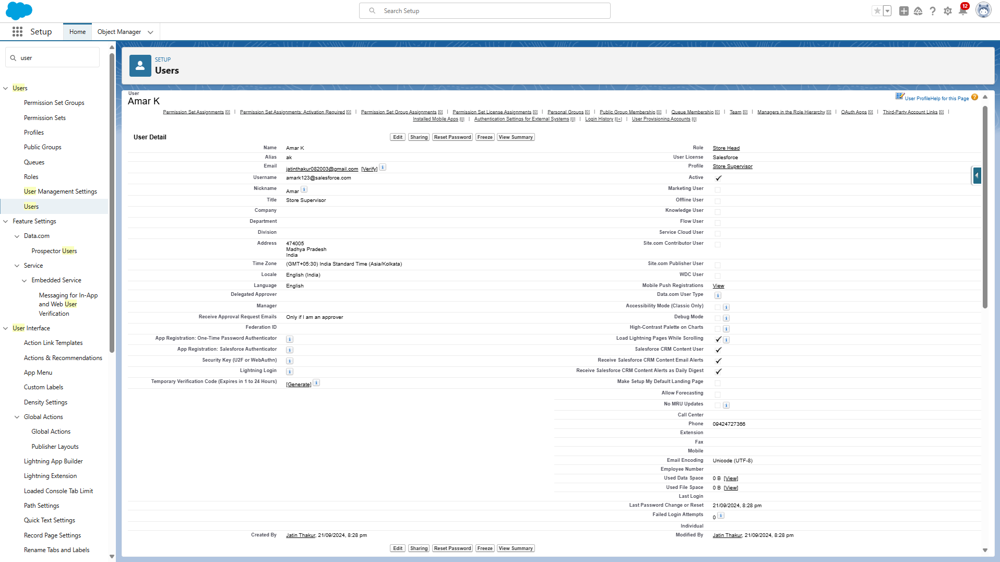 Search Setup
12
Setup
Home
Object Manager
user
Users
Permission Set Groups
Permission Sets
Profiles
Public Groups
Queues
Roles
User Management Settings
Users
Feature Settings
Data.com
Prospector Users
Service
Embedded Service
Messaging for In-App
and Web User
Verification
User Interface
Action Link Templates
Actions & Recommendations
App Menu
Custom Labels
Density Settings
Global Actions
Global Actions
Publisher Layouts
Lightning App Builder
Lightning Extension
Loaded Console Tab Limit
Path Settings
Quick Text Settings
Record Page Settings
Rename Tabs and Labels
SETUP
Users
User
Amar K
User Profile Help for this Page
Permission Set Assignments [0] | Permission Set Assignments: Activation Required [0] | Permission Set Group Assignments [0] | Permission Set License Assignments [0] | Personal Groups [0] | Public Group Membership [0] | Queue Membership [0] | Team [0] | Managers in the Role Hierarchy [0] | OAuth Apps [0] | Third-Party Account Links [0] |
Installed Mobile Apps [0] | Authentication Settings for External Systems [0] | Login History [0+] | User Provisioning Accounts [0]
User Detail
Edit Sharing Reset Password Freeze View Summary
Name Amar K
Role Store Head
Alias ak
User License Salesforce
Email jatinthakur082003@gmail.com [Verify] i
Profile Store Supervisor
Username amark123@salesforce.com
Active
Nickname Amar i
Marketing User
Title Store Supervisor
Offline User
Company
Knowledge User
Department
Flow User
Division
Service Cloud User
Address 474005
Madhya Pradesh
India
Site.com Contributor User
Time Zone (GMT+05:30) India Standard Time (Asia/Kolkata)
Site.com Publisher User
Locale English (India)
WDC User
Language English
Mobile Push Registrations View
Delegated Approver
Data.com User Type i
Manager
Accessibility Mode (Classic Only) i
Receive Approval Request Emails Only if I am an approver
Debug Mode i
Federation ID
High-Contrast Palette on Charts i
App Registration: One-Time Password Authenticator i
Load Lightning Pages While Scrolling i
App Registration: Salesforce Authenticator i
Salesforce CRM Content User
Security Key (U2F or WebAuthn) i
Receive Salesforce CRM Content Email Alerts
Lightning Login i
Receive Salesforce CRM Content Alerts as Daily Digest
Temporary Verification Code (Expires in 1 to 24 Hours) [Generate] i
Make Setup My Default Landing Page
Allow Forecasting
No MRU Updates i
Call Center
Phone 09424727366
Extension
Fax
Mobile
Email Encoding Unicode (UTF-8)
Employee Number
Used Data Space 0 B [View]
Used File Space 0 B [View]
Last Login
Last Password Change or Reset 21/09/2024, 8:28 pm
Failed Login Attempts 0 i
Individual
Created By Jatin Thakur, 21/09/2024, 8:28 pm
Modified By Jatin Thakur, 21/09/2024, 8:28 pm
Edit Sharing Reset Password Freeze View Summary